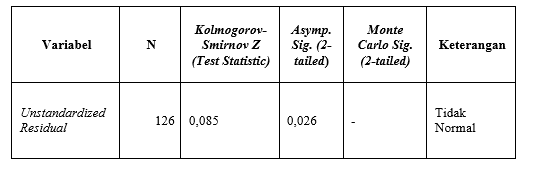 Variabel
N
Kolmogorov-
Smirnov Z
(Test Statistic)
Asymp.
Sig. (2-
tailed)
Monte
Carlo Sig.
(2-tailed)
Keterangan
Unstandardized
Residual
126
0,085
0,026
-
Tidak
Normal